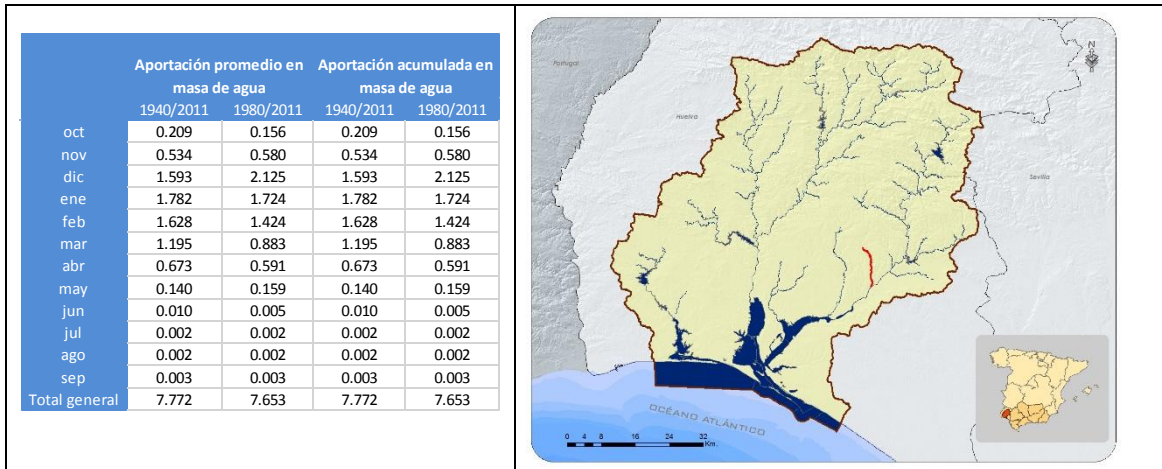 Aportación promedio en masa de agua Aportación acumulada en masa de agua
1940/2011 1980/2011 1940/2011 1980/2011
oct 0.209 0.156 0.209 0.156
nov 0.534 0.580 0.534 0.580
dic 1.593 2.125 1.593 2.125
ene 1.782 1.724 1.782 1.724
feb 1.628 1.424 1.628 1.424
mar 1.195 0.883 1.195 0.883
abr 0.673 0.591 0.673 0.591
may 0.140 0.159 0.140 0.159
jun 0.010 0.005 0.010 0.005
jul 0.002 0.002 0.002 0.002
ago 0.002 0.002 0.002 0.002
sep 0.003 0.003 0.003 0.003
Total general 7.772 7.653 7.772 7.653
N
Portugal
Huelva
Sevilla
OCÉANO ATLÁNTICO
0 4 8 16 24 32
Km.